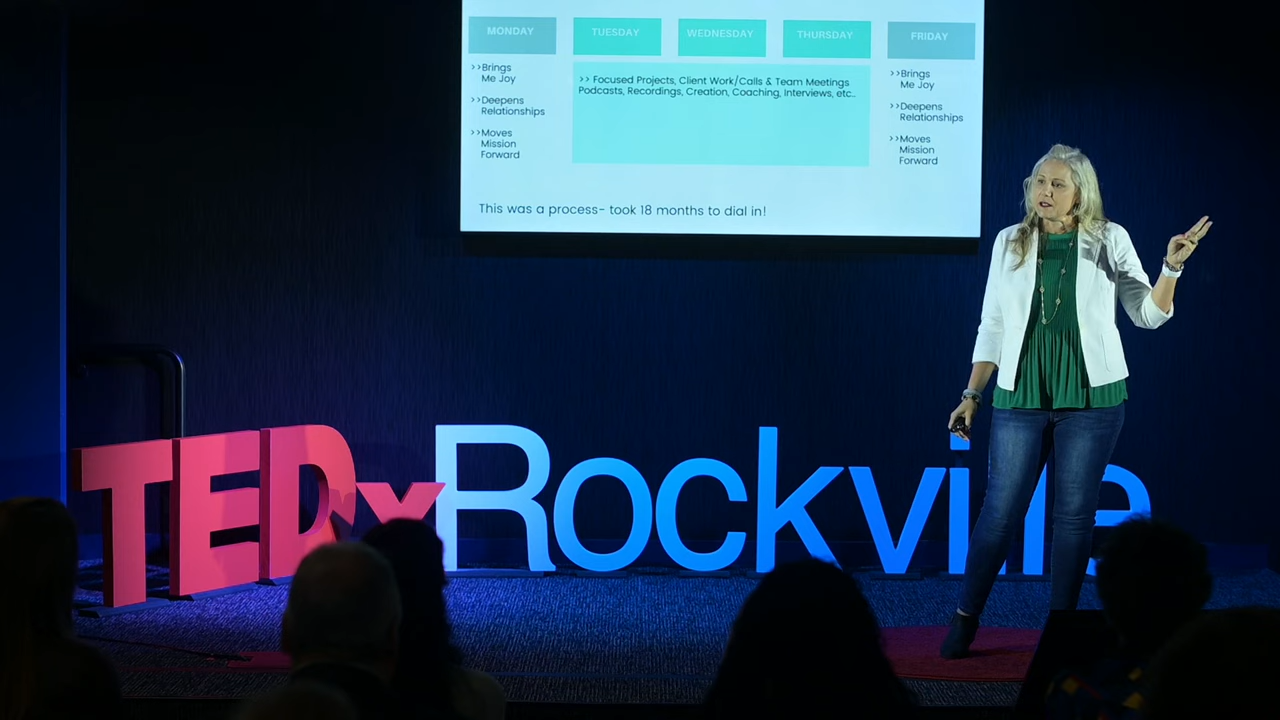 MONDAY
TUESDAY
WEDNESDAY
THURSDAY
FRIDAY
>>Brings
Me Joy
>>Deepens
Relationships
>>Moves
Mission
Forward
>> Focused Projects, Client Work/Calls & Team Meetings
Podcasts, Recordings, Creation, Coaching, Interviews, etc..
>>Brings
Me Joy
>>Deepens
Relationships
>>Moves
Mission
Forward
This was a process- took 18 months to dial in!
TEDxRockville